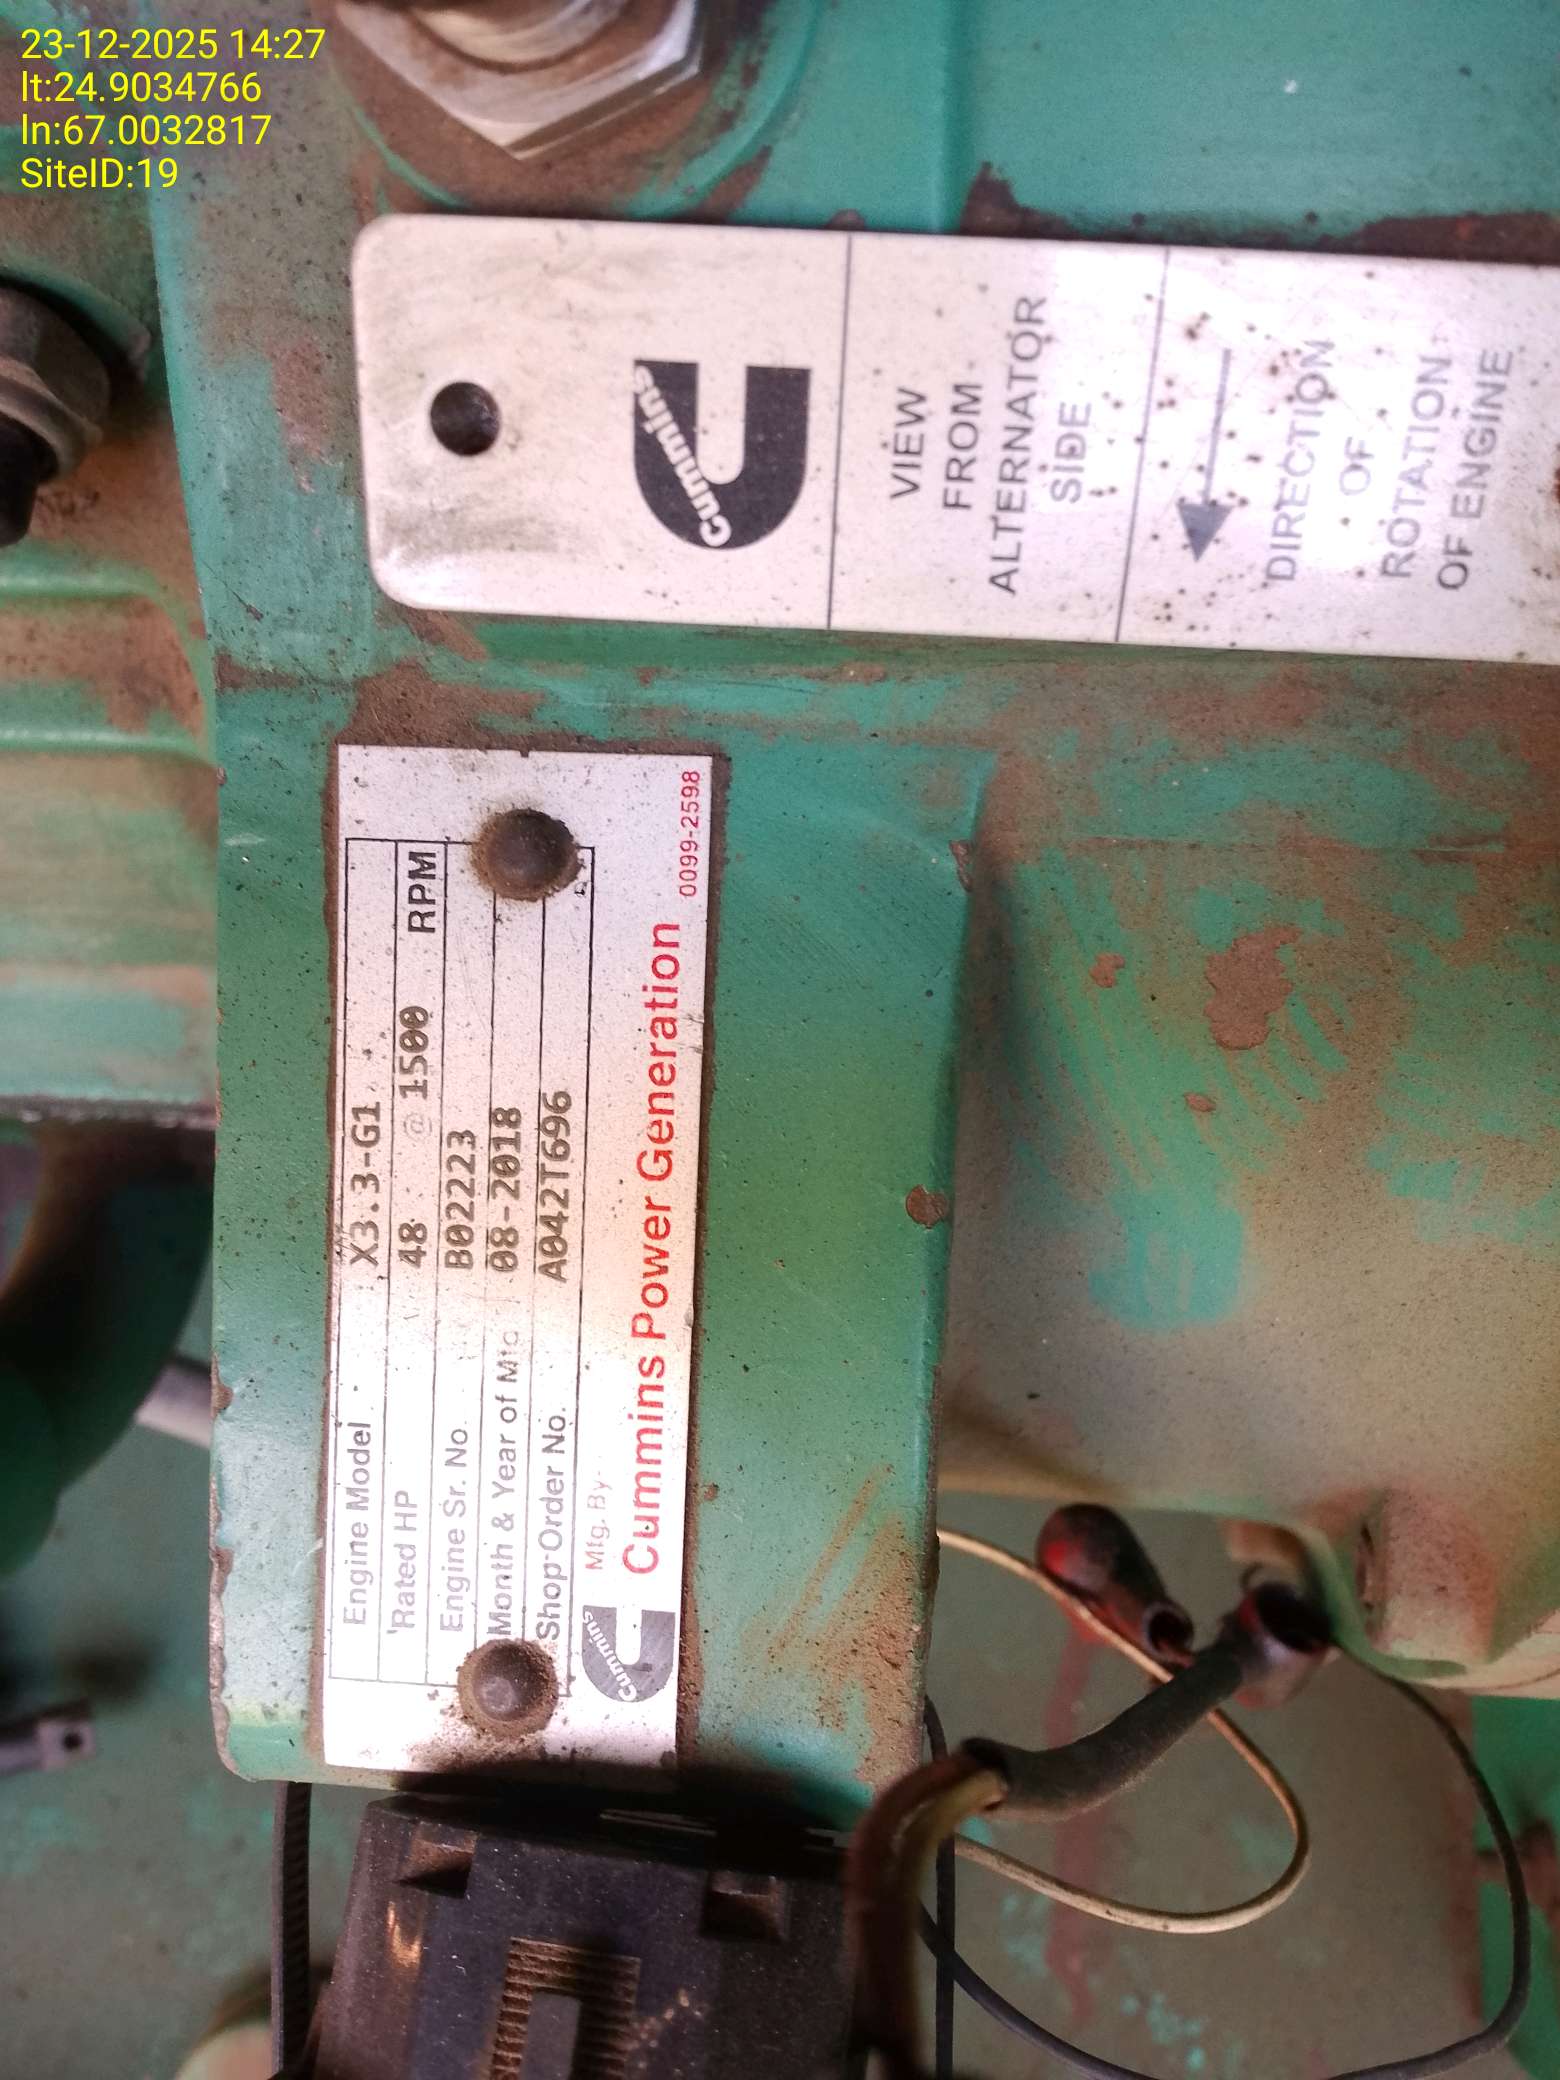 23-12-2025 14:27
lt:24.9034766
ln:67.0032817
SiteID:19
Cummins
VIEW
FROM
ALTERNATOR
SIDE
DIRECTION
OF
ROTATION
OF ENGINE
Engine Model X3.3-G1
Rated HP 48 @ 1500 RPM
Engine Sr. No. B022223
Month & Year of Mfg 08-2018
Shop Order No. A042T696
Mfg. By
Cummins
Cummins Power Generation
0099-2598